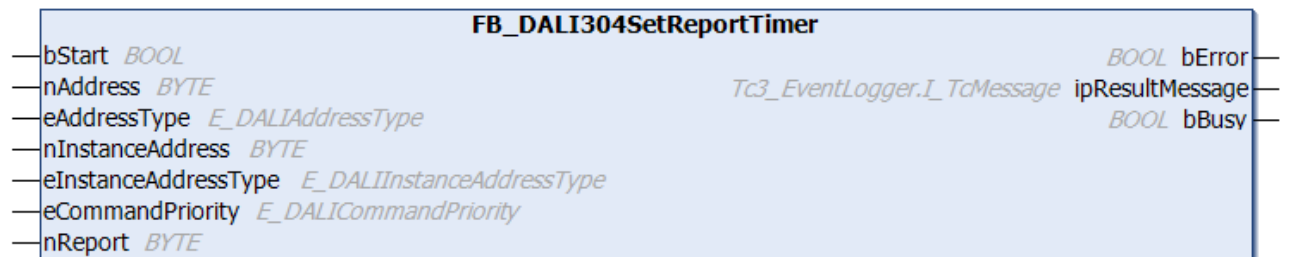 FB_DALI304SetReportTimer
bStart BOOL BOOL bError
nAddress BYTE Tc3_EventLogger.I_TcMessage ipResultMessage
eAddressType E_DALIAddressType BOOL bBusy
nInstanceAddress BYTE
eInstanceAddressType E_DALIInstanceAddressType
eCommandPriority E_DALICommandPriority
nReport BYTE